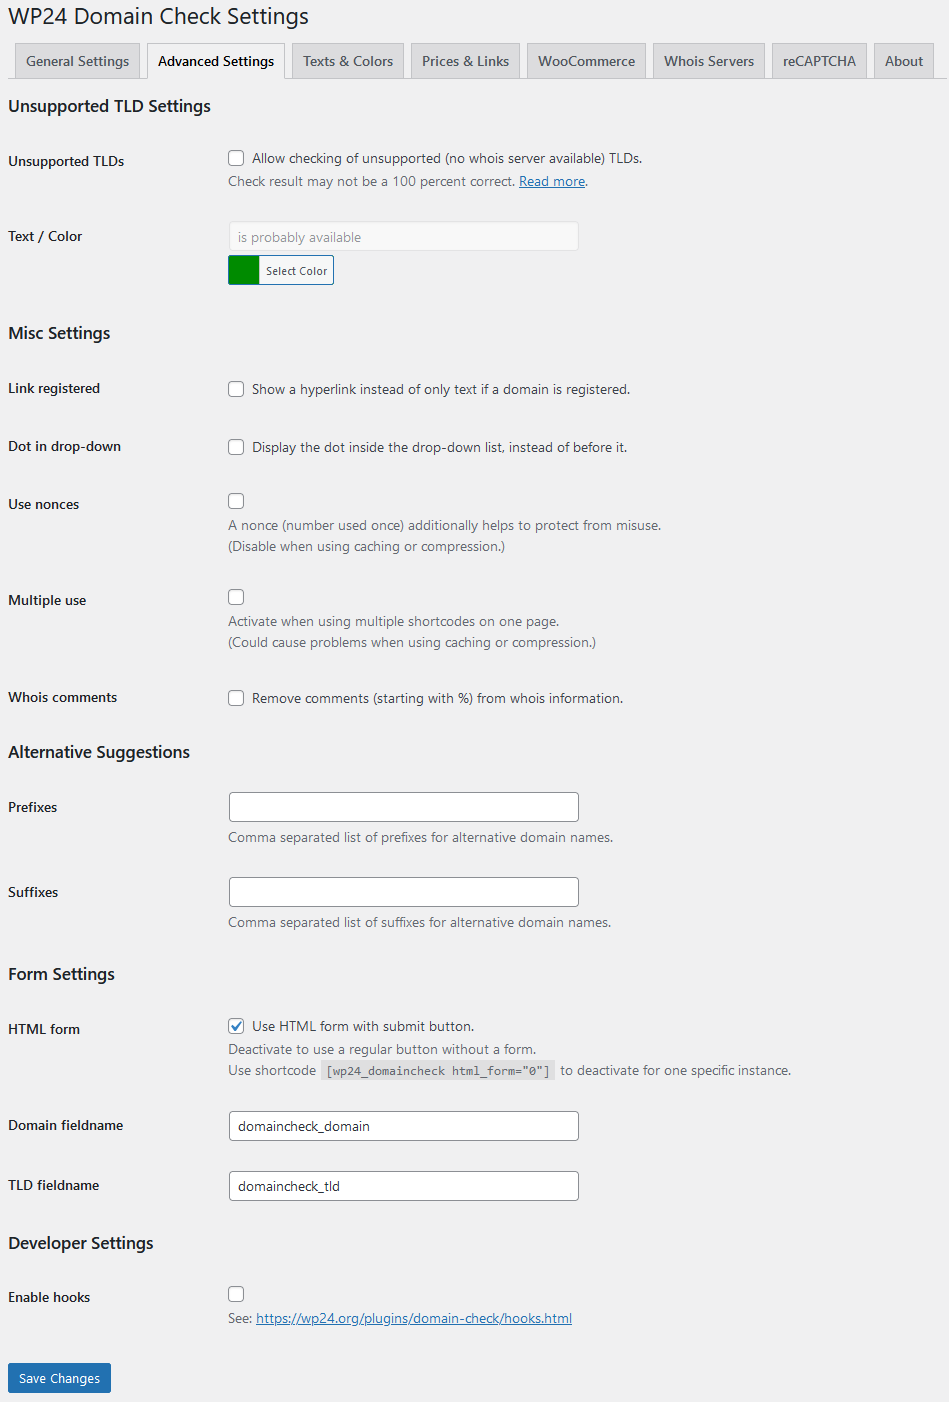 WP24 Domain Check Settings
General Settings
Advanced Settings
Texts & Colors
Prices & Links
WooCommerce
Whois Servers
reCAPTCHA
About
Unsupported TLD Settings
Unsupported TLDs
Allow checking of unsupported (no whois server available) TLDs.
Check result may not be a 100 percent correct. Read more.
Text / Color
is probably available
Select Color
Misc Settings
Link registered
Show a hyperlink instead of only text if a domain is registered.
Dot in drop-down
Display the dot inside the drop-down list, instead of before it.
Use nonces
A nonce (number used once) additionally helps to protect from misuse.
(Disable when using caching or compression.)
Multiple use
Activate when using multiple shortcodes on one page.
(Could cause problems when using caching or compression.)
Whois comments
Remove comments (starting with %) from whois information.
Alternative Suggestions
Prefixes
Comma separated list of prefixes for alternative domain names.
Suffixes
Comma separated list of suffixes for alternative domain names.
Form Settings
HTML form
Use HTML form with submit button.
Deactivate to use a regular button without a form.
Use shortcode [wp24_domaincheck html_form="0"] to deactivate for one specific instance.
Domain fieldname
domaincheck_domain
TLD fieldname
domaincheck_tld
Developer Settings
Enable hooks
See: https://wp24.org/plugins/domain-check/hooks.html
Save Changes